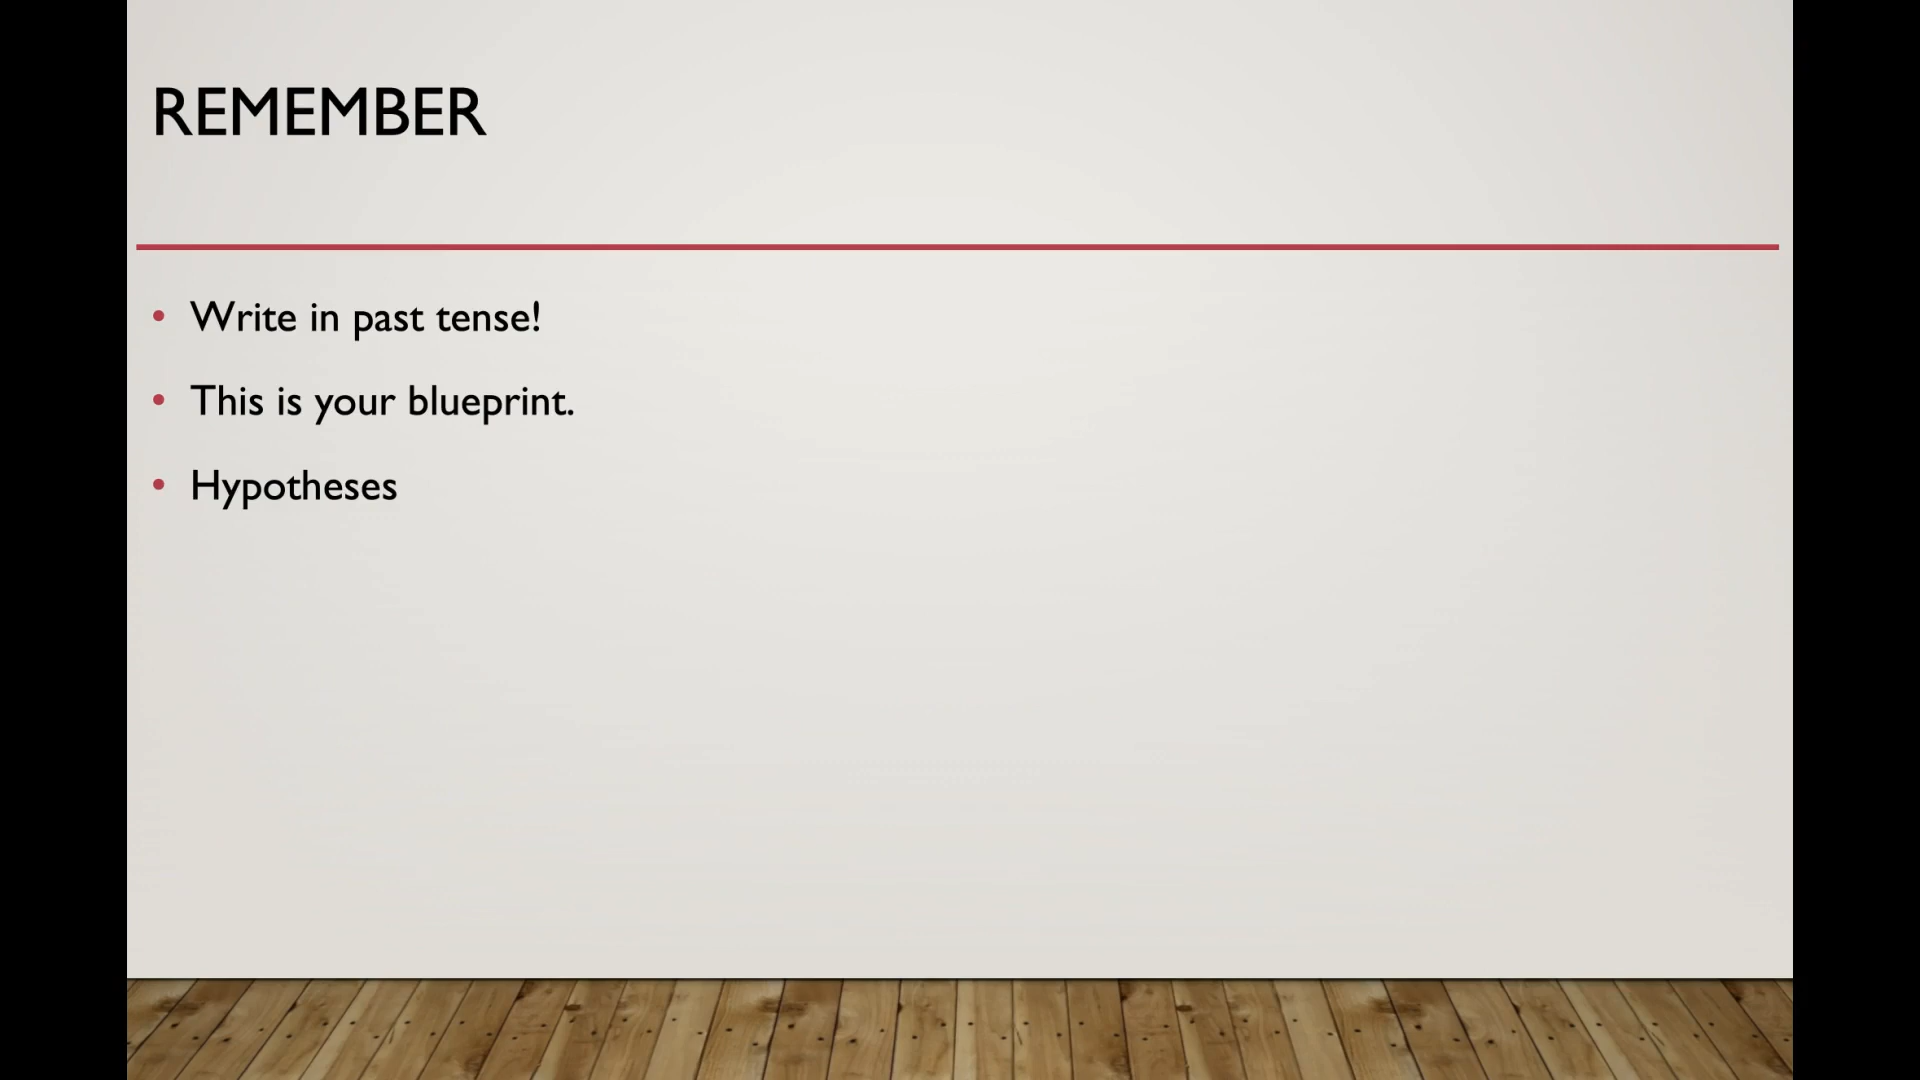 REMEMBER
• Write in past tense!
• This is your blueprint.
• Hypotheses